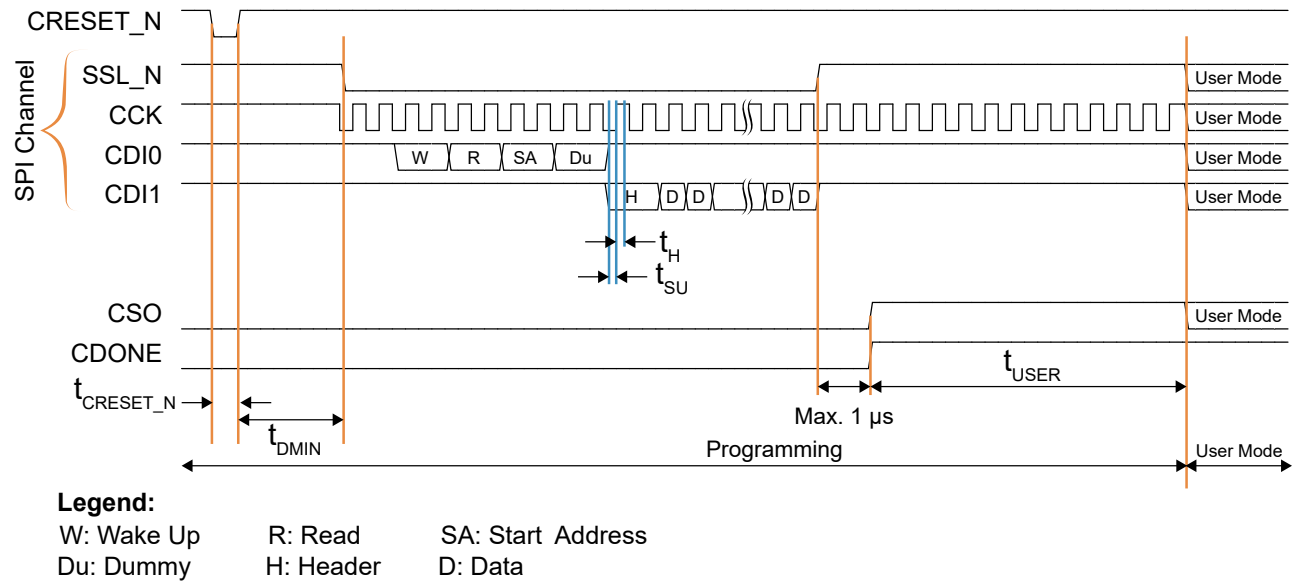 CRESET_N
SPI Channel
SSL_N User Mode
CCK User Mode
CDI0 W R SA Du User Mode
CDI1 H D D D D User Mode
tH
tSU
CSO User Mode
CDONE
tUSER
tCRESET_N
Max. 1 µs
tDMIN
Programming User Mode
Legend:
W: Wake Up R: Read SA: Start Address
Du: Dummy H: Header D: Data